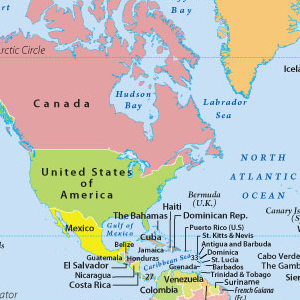 Baffin
Bay
Arctic Circle
Icela
Hudson
Bay
Canada
Labrador
Sea
United States
of
America
NORTH
ATLANTIC
OCEAN
Bermuda
(U.K.)
Gulf of
Mexico
Mexico
The Bahamas
Haiti
Dominican Rep.
Canary Is
Cuba
Puerto Rico (U.S)
St. Kitts & Nevis
Antigua and Barbuda
Belize
Jamaica
33
Dominica
St. Lucia
Cabo Verde
Guatemala
Honduras
Caribbean Sea
Barbados
El Salvador
Grenada
Trinidad & Tobago
The Gambia
Nicaragua
27
Venezuela
Suriname
Costa Rica
French Guiana
(Fr.)
Colombia